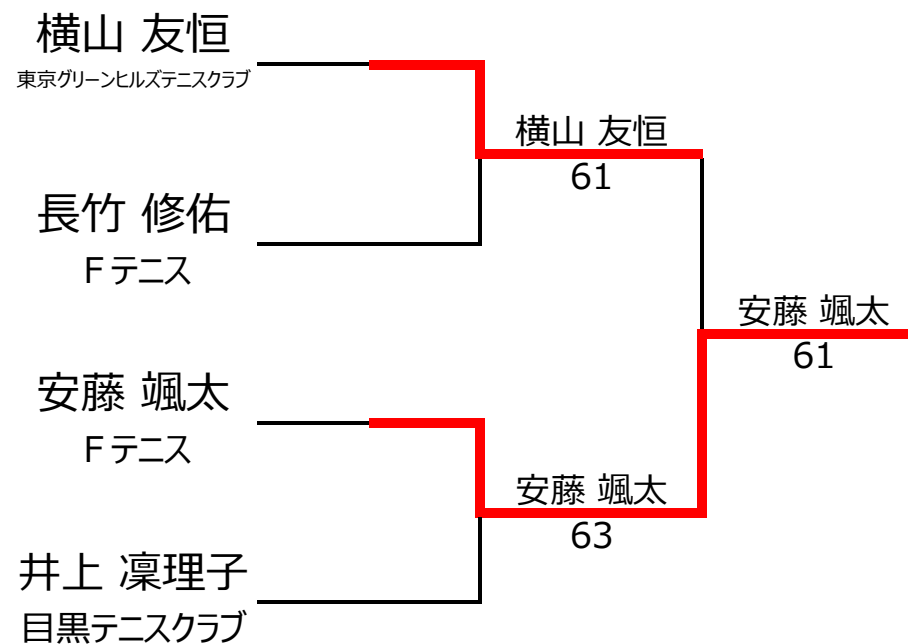 横山 友恒
東京グリーンヒルズテニスクラブ
横山 友恒
61
長竹 修佑
Fテニス
安藤 颯太
61
安藤 颯太
Fテニス
安藤 颯太
63
井上 凜理子
目黒テニスクラブ